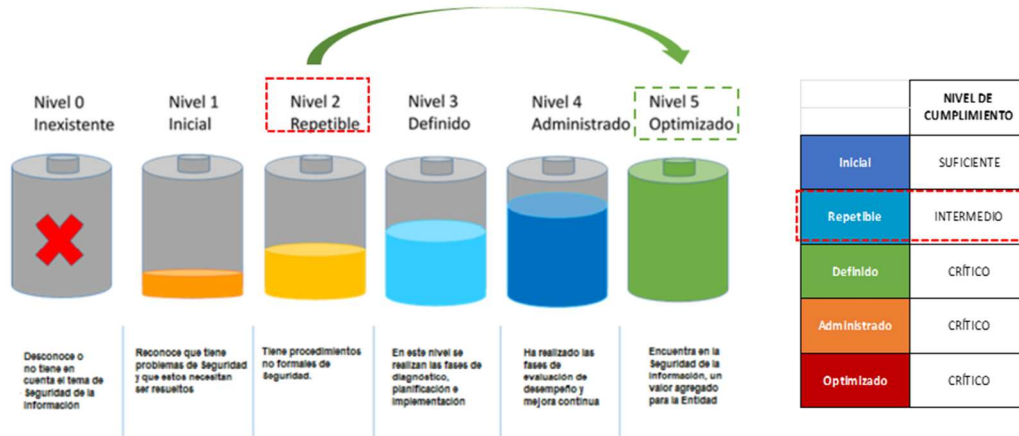 Nivel 0
Inexistente
Nivel 1
Inicial
Nivel 2
Repetible
Nivel 3
Definido
Nivel 4
Administrado
Nivel 5
Optimizado
Desconoce o
no tiene en
cuenta el tema de
Seguridad de la
Información
Reconoce que tiene
problemas de Seguridad
y que estos necesitan
ser resueltos
Tiene procedimientos
no formales de
Seguridad.
En este nivel se
realizan las fases de
diagnóstico,
planificación e
implementación
Ha realizado las
fases de
evaluación de
desempeño y
mejora continua
Encuentra en la
Seguridad de la
Información, un
valor agregado
para la Entidad
NIVEL DE
CUMPLIMIENTO
Inicial SUFICIENTE
Repetible INTERMEDIO
Definido CRÍTICO
Administrado CRÍTICO
Optimizado CRÍTICO